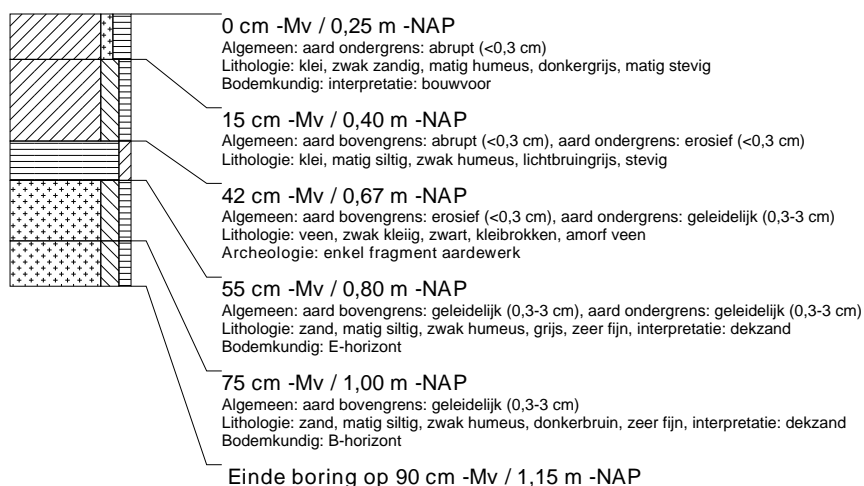 0 cm -Mv / 0,25 m -NAP
Algemeen: aard ondergrens: abrupt (<0,3 cm)
Lithologie: klei, zwak zandig, matig humeus, donkergrijs, matig stevig
Bodemkundig: interpretatie: bouwvoor
15 cm -Mv / 0,40 m -NAP
Algemeen: aard bovengrens: abrupt (<0,3 cm), aard ondergrens: erosief (<0,3 cm)
Lithologie: klei, matig siltig, zwak humeus, lichtbruingrijs, stevig
42 cm -Mv / 0,67 m -NAP
Algemeen: aard bovengrens: erosief (<0,3 cm), aard ondergrens: geleidelijk (0,3-3 cm)
Lithologie: veen, zwak kleiig, zwart, kleibrokken, amorf veen
Archeologie: enkel fragment aardewerk
55 cm -Mv / 0,80 m -NAP
Algemeen: aard bovengrens: geleidelijk (0,3-3 cm), aard ondergrens: geleidelijk (0,3-3 cm)
Lithologie: zand, matig siltig, zwak humeus, grijs, zeer fijn, interpretatie: dekzand
Bodemkundig: E-horizont
75 cm -Mv / 1,00 m -NAP
Algemeen: aard bovengrens: geleidelijk (0,3-3 cm)
Lithologie: zand, matig siltig, zwak humeus, donkerbruin, zeer fijn, interpretatie: dekzand
Bodemkundig: B-horizont
Einde boring op 90 cm -Mv / 1,15 m -NAP